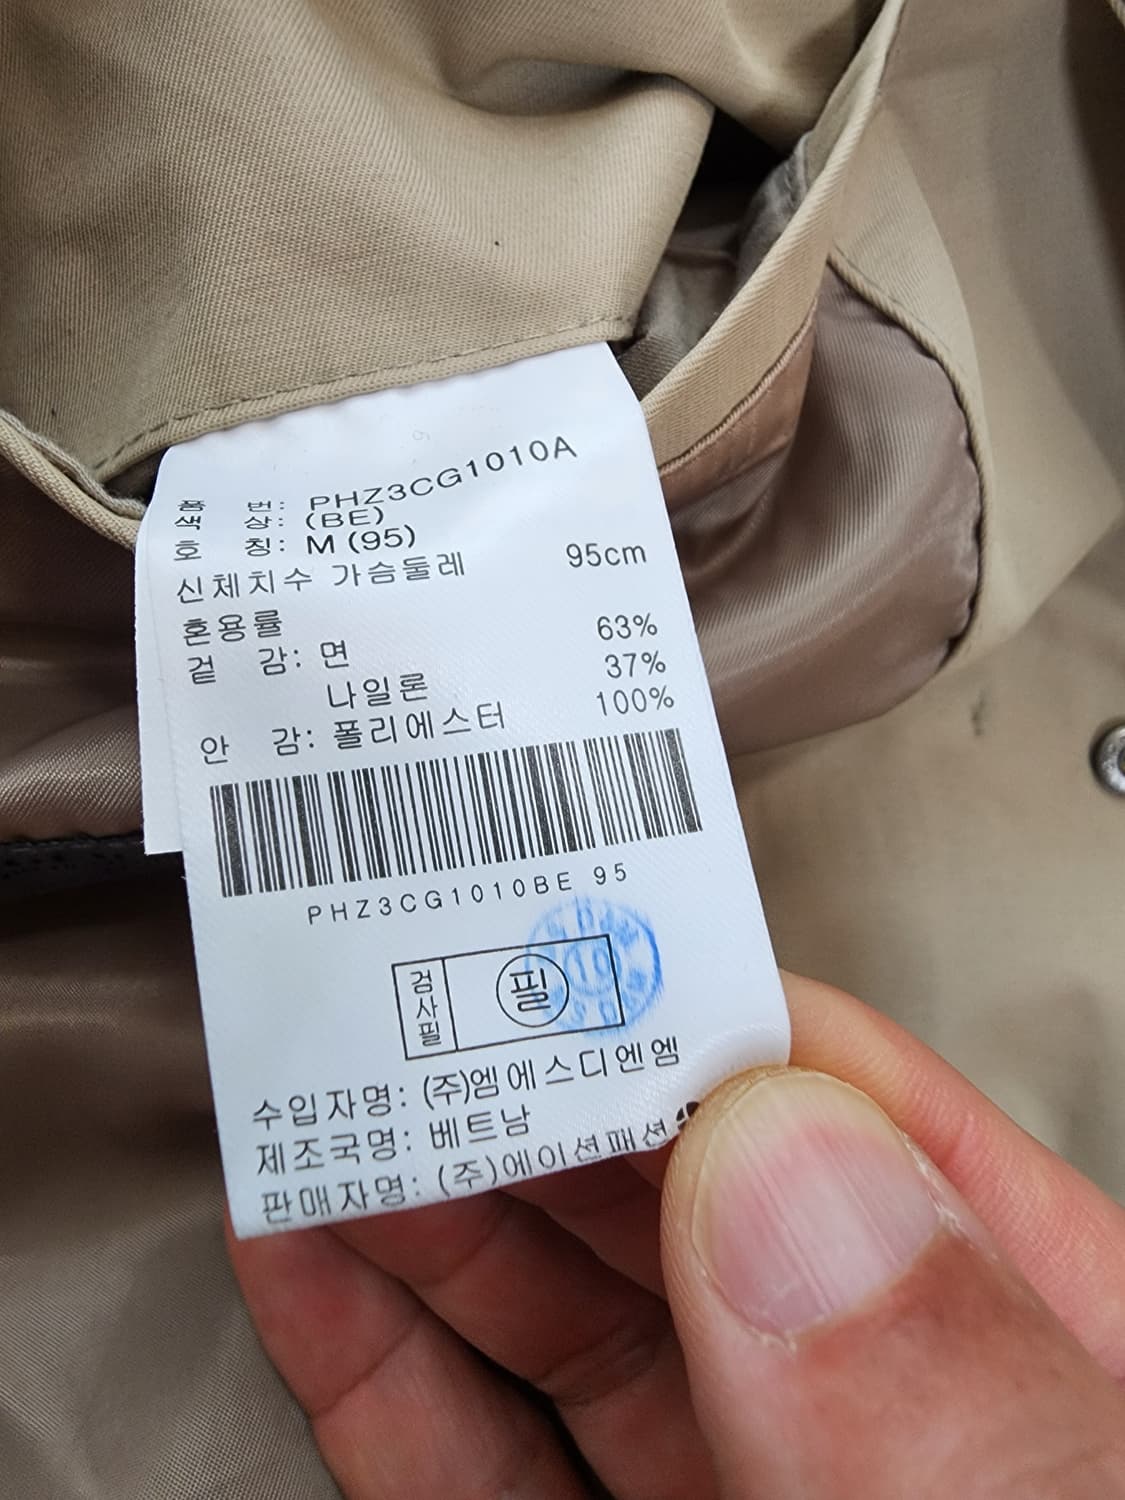 품 번: PHZ3CG1010A
색 상: (BE)
호 칭: M (95)
신체치수 가슴둘레 95cm
혼용률
겉 감: 면 63%
나일론 37%
안 감: 폴리에스터 100%
PHZ3CG1010BE 95
검사필 필
수입자명: (주)엠에스디엔엠
제조국명: 베트남
판매자명: (주)에이션패션